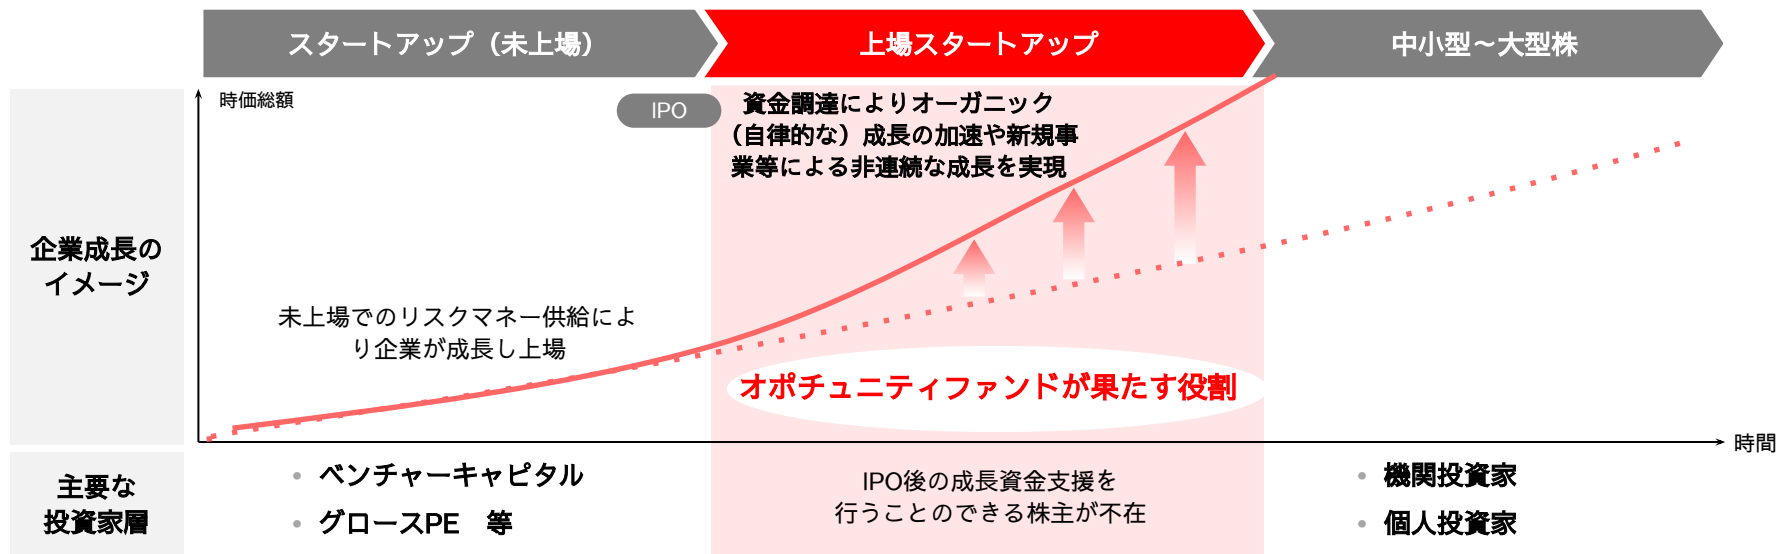 スタートアップ（未上場）
上場スタートアップ
中小型～大型株
時価総額
IPO
資金調達によりオーガニック
（自律的な）成長の加速や新規事
業等による非連続な成長を実現
企業成長の
イメージ
未上場でのリスクマネー供給によ
り企業が成長し上場
オポチュニティファンドが果たす役割
時間
主要な
投資家層
• ベンチャーキャピタル
• グロースPE　等
IPO後の成長資金支援を
行うことのできる株主が不在
• 機関投資家
• 個人投資家